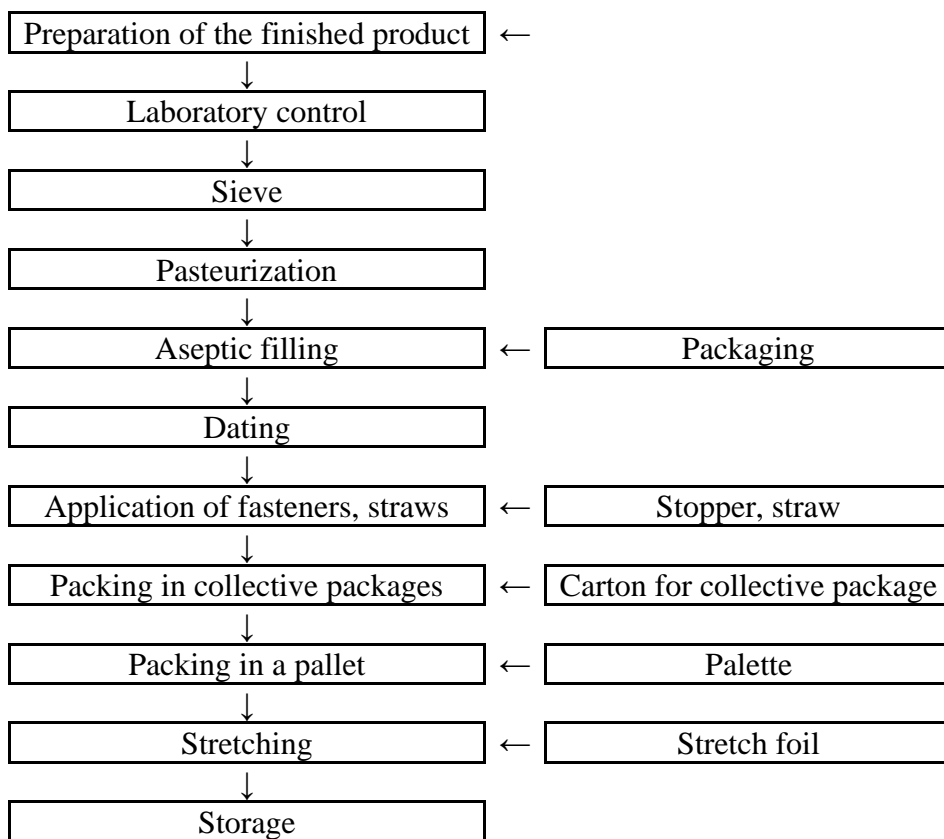 Preparation of the finished product ←
↓
Laboratory control
↓
Sieve
↓
Pasteurization
↓
Aseptic filling ← Packaging
↓
Dating
↓
Application of fasteners, straws ← Stopper, straw
↓
Packing in collective packages ← Carton for collective package
↓
Packing in a pallet ← Palette
↓
Stretching ← Stretch foil
↓
Storage